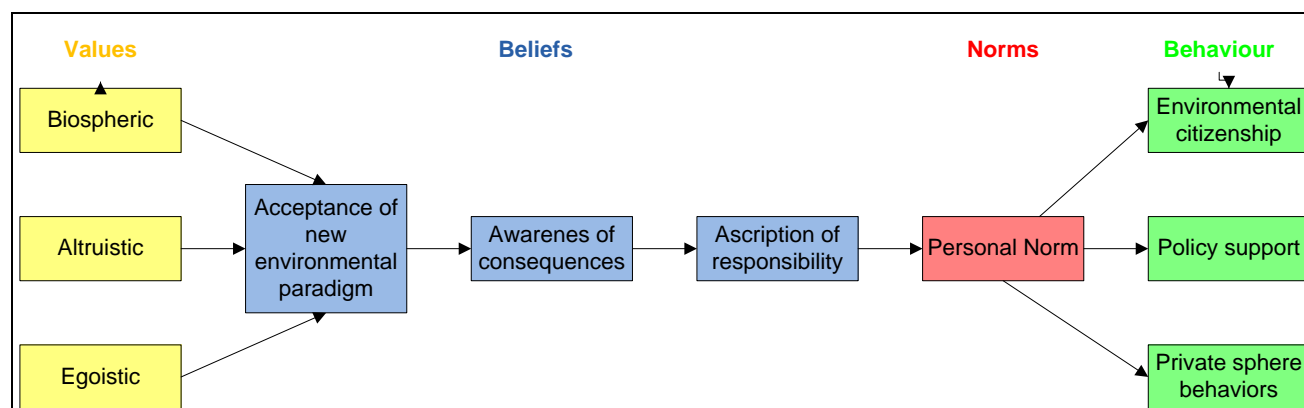 Values
Beliefs
Norms
Behaviour
Biospheric
Environmental
citizenship
Acceptance of
new
environmental
paradigm
Altruistic
Awarenes of
consequences
Ascription of
responsibility
Personal Norm
Policy support
Egoistic
Private sphere
behaviors